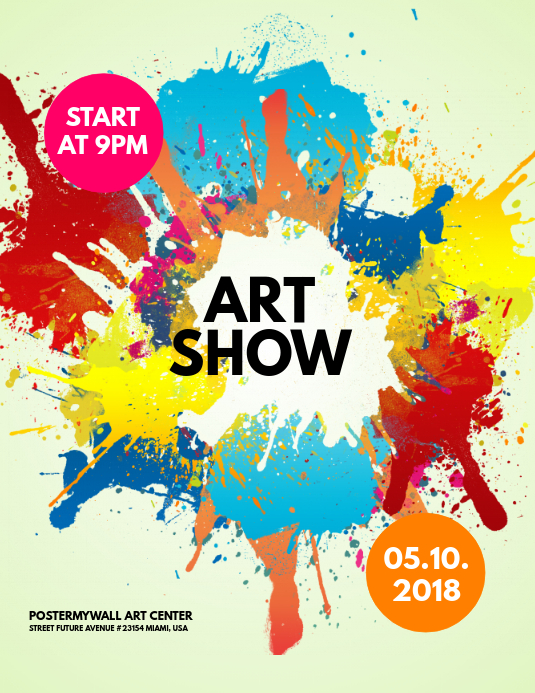 START
AT 9PM
ART
SHOW
05.10.
2018
POSTERMYWALL ART CENTER
STREET FUTURE AVENUE # 23154 MIAMI, USA